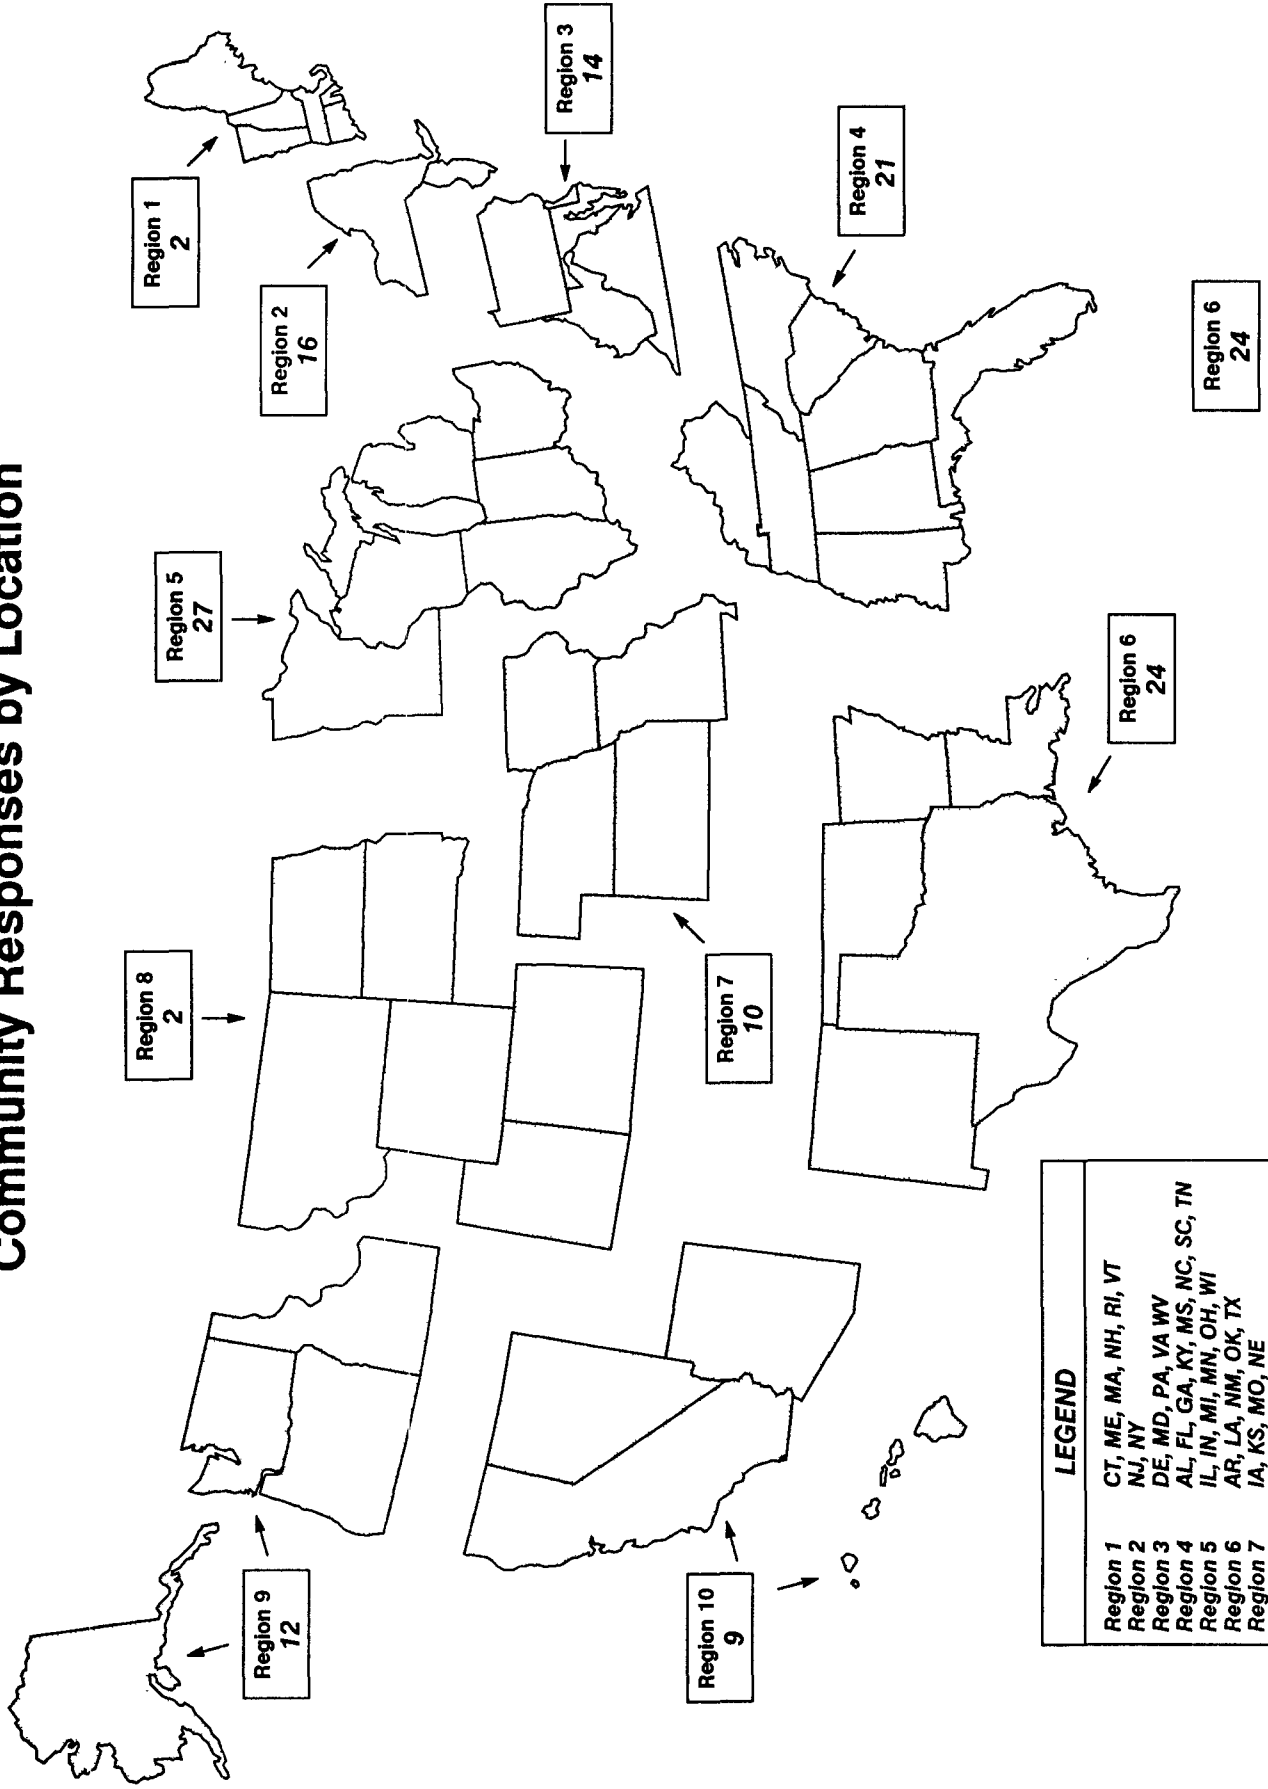 Community Responses by Location
Region 1
2
Region 2
16
Region 3
14
Region 4
21
Region 5
27
Region 6
24
Region 6
24
Region 7
10
Region 8
2
Region 9
12
Region 10
9
LEGEND
Region 1 CT, ME, MA, NH, RI, VT
Region 2 NJ, NY
Region 3 DE, MD, PA, VA WV
Region 4 AL, FL, GA, KY, MS, NC, SC, TN
Region 5 IL, IN, MI, MN, OH, WI
Region 6 AR, LA, NM, OK, TX
Region 7 IA, KS, MO, NE